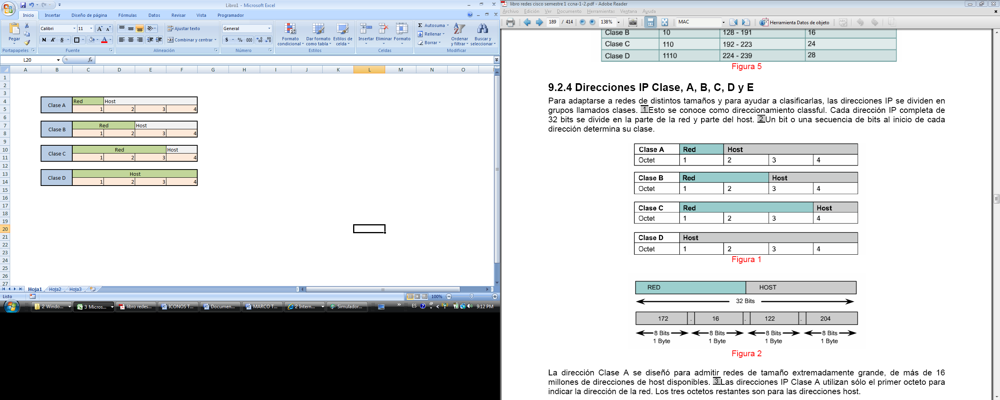 Libro1 - Microsoft Excel
Inicio
Insertar
Diseño de página
Fórmulas
Datos
Revisar
Vista
Programador
Pegar
Portapapeles
Calibri
11
N K S
A
Fuente
Ajustar texto
Combinar y centrar
Alineación
General
$ % 000
Número
Formato condicional
Dar formato como tabla
Estilos de celda
Estilos
Insertar
Eliminar
Formato
Celdas
Σ Autosuma
Rellenar
Borrar
Ordenar y filtrar
Buscar y seleccionar
Modificar
L20
fx
A B C D E F G H I J K L M N O
1
2
3
4
5
6
7
8
9
10
11
12
13
14
15
16
17
18
19
20
21
22
23
24
25
26
27
Clase A
Red Host
1 2 3 4
Clase B
Red Host
1 2 3 4
Clase C
Red Host
1 2 3 4
Clase D
Host
1 2 3 4
Hoja1 Hoja2 Hoja3
Listo
100%
2 Windo...
3 Micros...
libro redes...
ICONOS T...
Documen...
MARCO T...
2 Intern...
Simulador...
ES
9:12 PM
libro redes cisco semestre 1 ccna-1-2.pdf - Adobe Reader
Archivo Edición Ver Documento Herramientas Ventana Ayuda
189 / 414
138%
MAC
Herramienta Datos de objeto
Clase B 10 128 - 191 16
Clase C 110 192 - 223 24
Clase D 1110 224 - 239 28
Figura 5
9.2.4 Direcciones IP Clase, A, B, C, D y E
Para adaptarse a redes de distintos tamaños y para ayudar a clasificarlas, las direcciones IP se dividen en
grupos llamados clases. 1 Esto se conoce como direccionamiento classful. Cada dirección IP completa de
32 bits se divide en la parte de la red y parte del host. 2 Un bit o una secuencia de bits al inicio de cada
dirección determina su clase.
Clase A Red Host
Octet 1 2 3 4
Clase B Red Host
Octet 1 2 3 4
Clase C Red Host
Octet 1 2 3 4
Clase D Host
Octet 1 2 3 4
Figura 1
RED HOST
32 Bits
172 . 16 . 122 . 204
8 Bits 8 Bits 8 Bits 8 Bits
1 Byte 1 Byte 1 Byte 1 Byte
Figura 2
La dirección Clase A se diseñó para admitir redes de tamaño extremadamente grande, de más de 16
millones de direcciones de host disponibles. 3 Las direcciones IP Clase A utilizan sólo el primer octeto para
indicar la dirección de la red. Los tres octetos restantes son para las direcciones host.